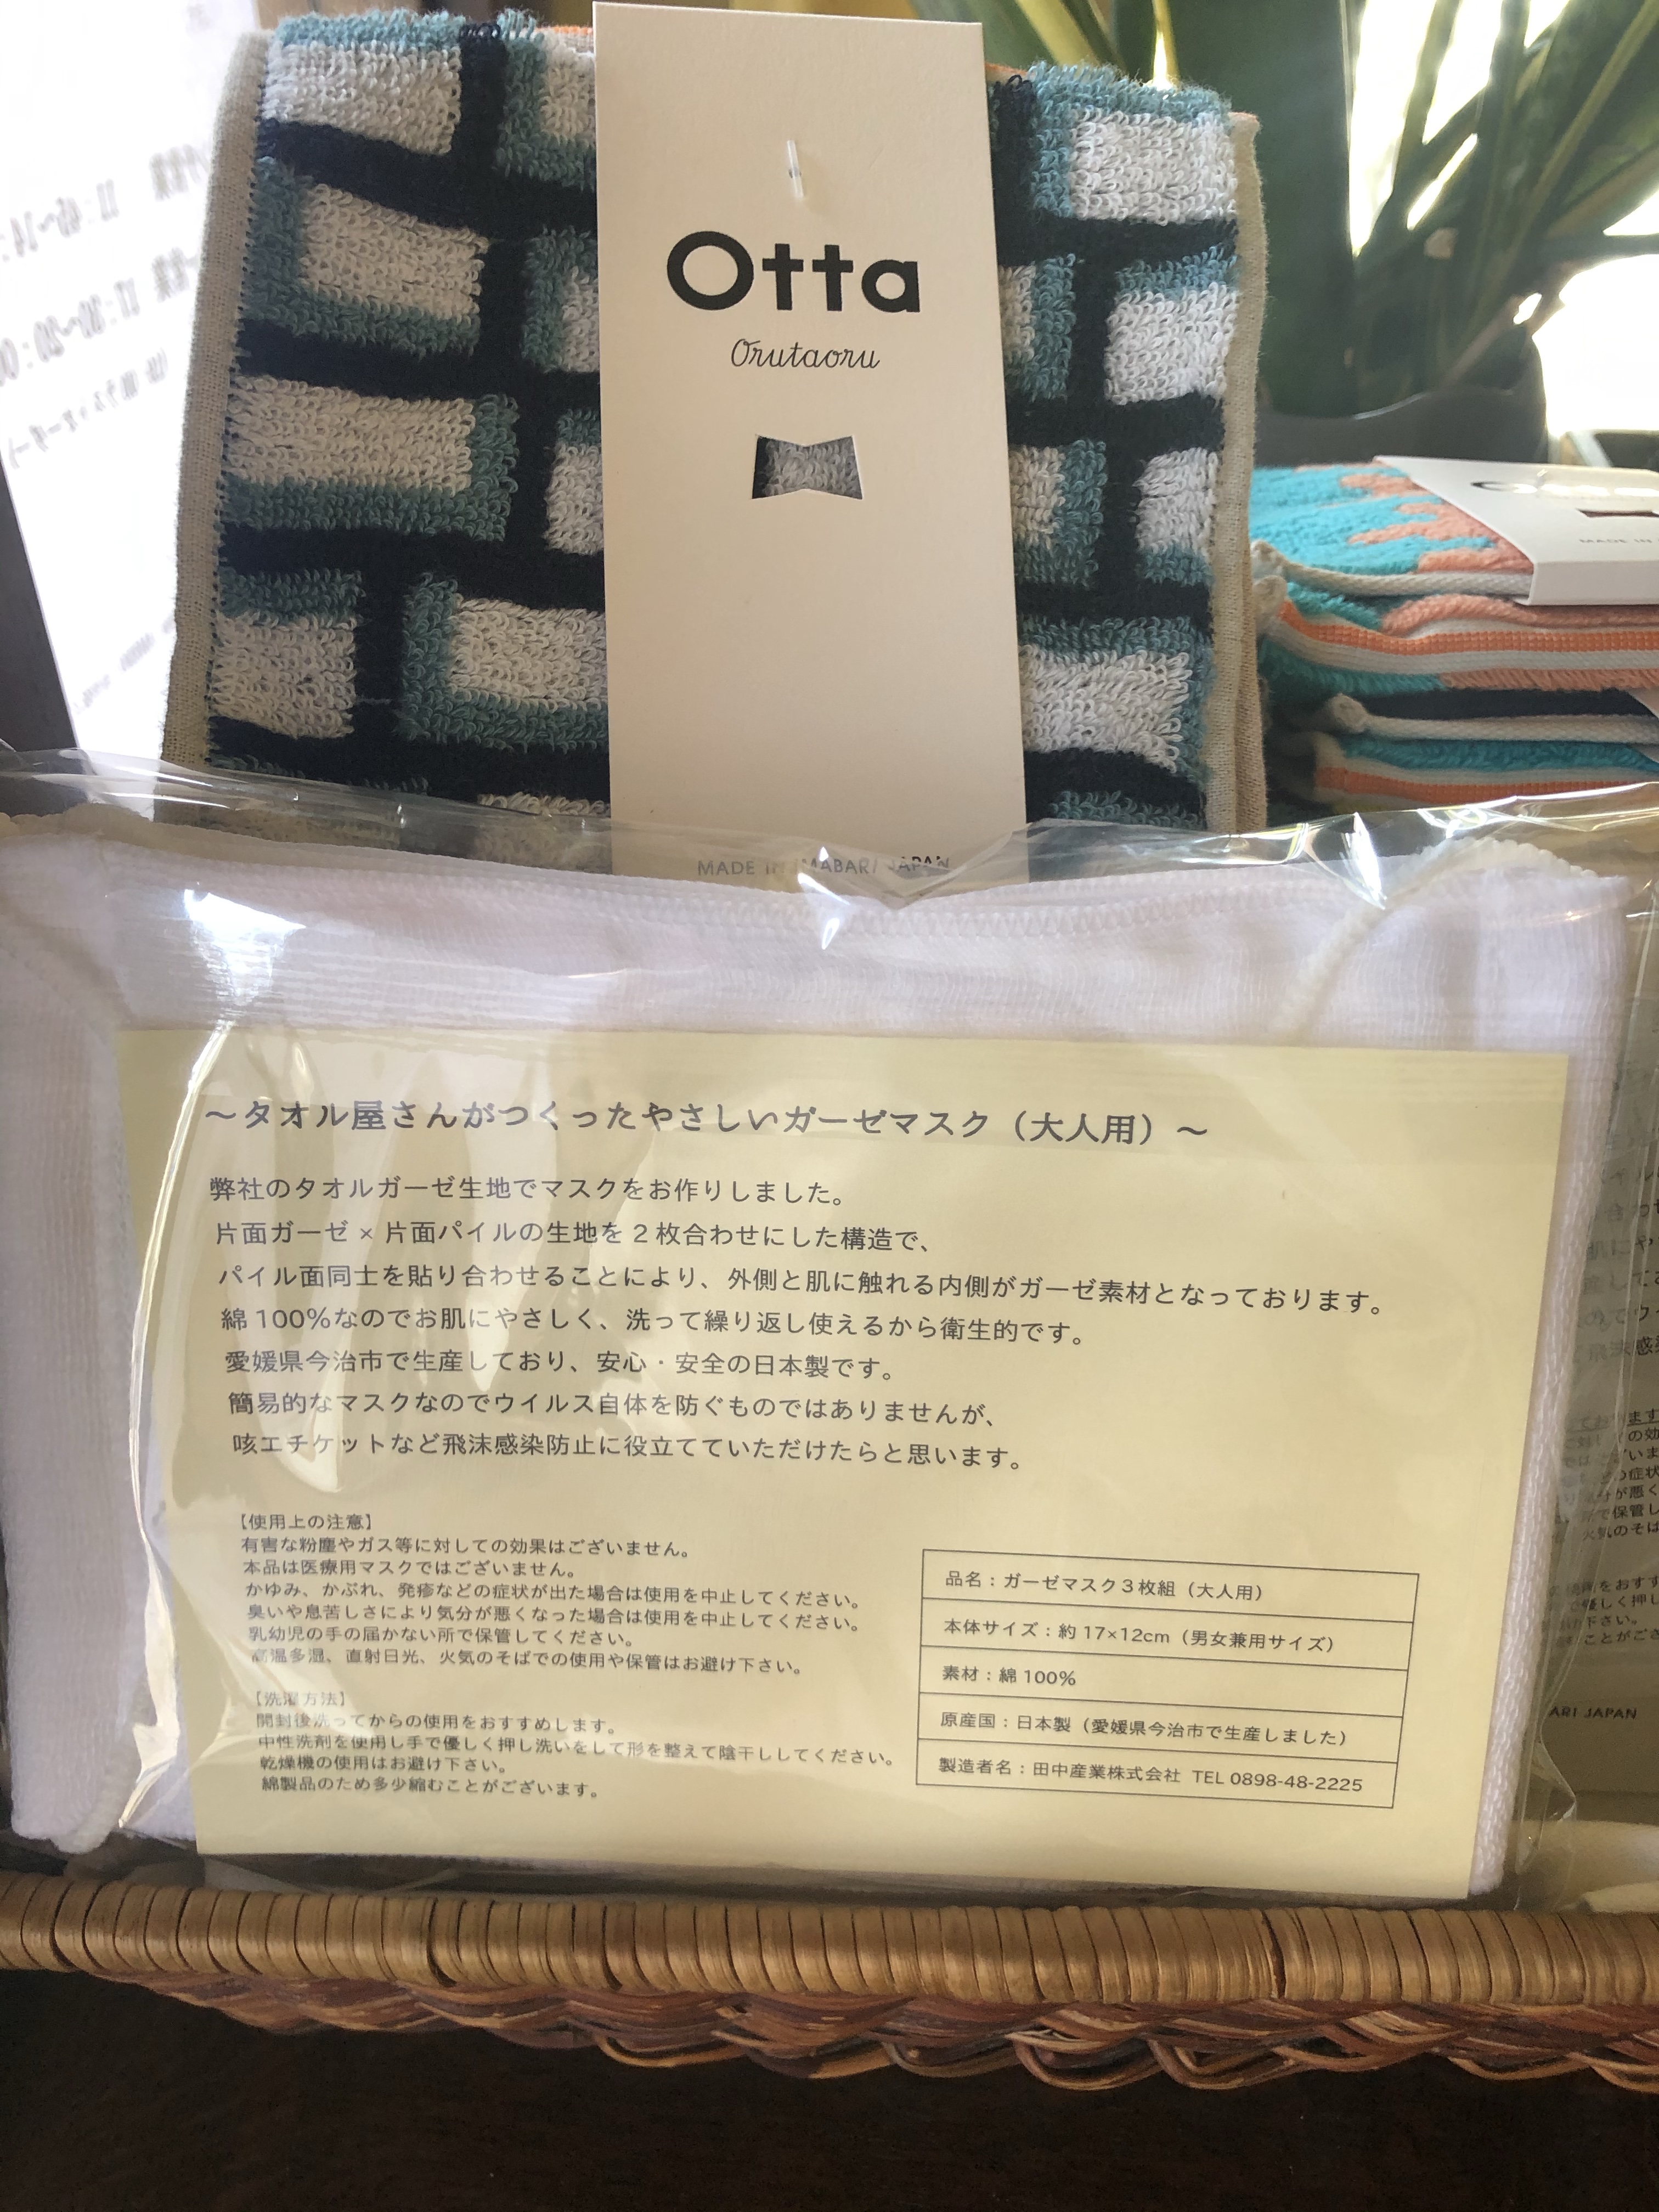 Otta
Orutaoru
MADE IN IMABARI JAPAN
MADE IN
～タオル屋さんがつくったやさしいガーゼマスク（大人用）～
弊社のタオルガーゼ生地でマスクをお作りしました。
片面ガーゼ × 片面パイルの生地を 2 枚合わせにした構造で、
パイル面同士を貼り合わせることにより、外側と肌に触れる内側がガーゼ素材となっております。
綿 100％なのでお肌にやさしく、洗って繰り返し使えるから衛生的です。
愛媛県今治市で生産しており、安心・安全の日本製です。
簡易的なマスクなのでウイルス自体を防ぐものではありませんが、
咳エチケットなど飛沫感染防止に役立てていただけたらと思います。
【使用上の注意】
有害な粉塵やガス等に対しての効果はございません。
本品は医療用マスクではございません。
かゆみ、かぶれ、発疹などの症状が出た場合は使用を中止してください。
臭いや息苦しさにより気分が悪くなった場合は使用を中止してください。
乳幼児の手の届かない所で保管してください。
高温多湿、直射日光、火気のそばでの使用や保管はお避け下さい。
【洗濯方法】
開封後洗ってからの使用をおすすめします。
中性洗剤を使用し手で優しく押し洗いをして形を整えて陰干ししてください。
乾燥機の使用はお避け下さい。
綿製品のため多少縮むことがございます。
品名：ガーゼマスク３枚組（大人用）
本体サイズ：約 17×12cm（男女兼用サイズ）
素材：綿 100%
原産国：日本製（愛媛県今治市で生産しました）
製造者名：田中産業株式会社 TEL 0898-48-2225
ARI JAPAN